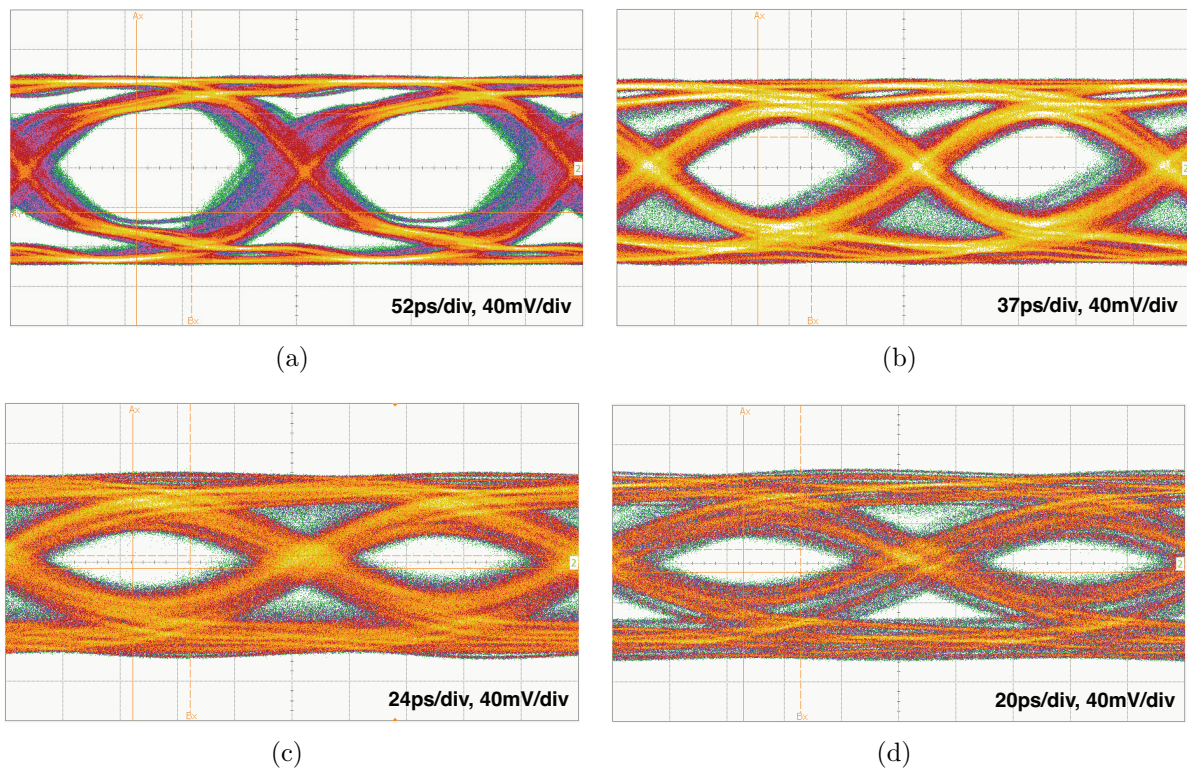 Ax
2
Bx
52ps/div, 40mV/div
Ax
2
Bx
37ps/div, 40mV/div
(a)
(b)
Ax
2
Bx
24ps/div, 40mV/div
Ax
2
Bx
20ps/div, 40mV/div
(c)
(d)